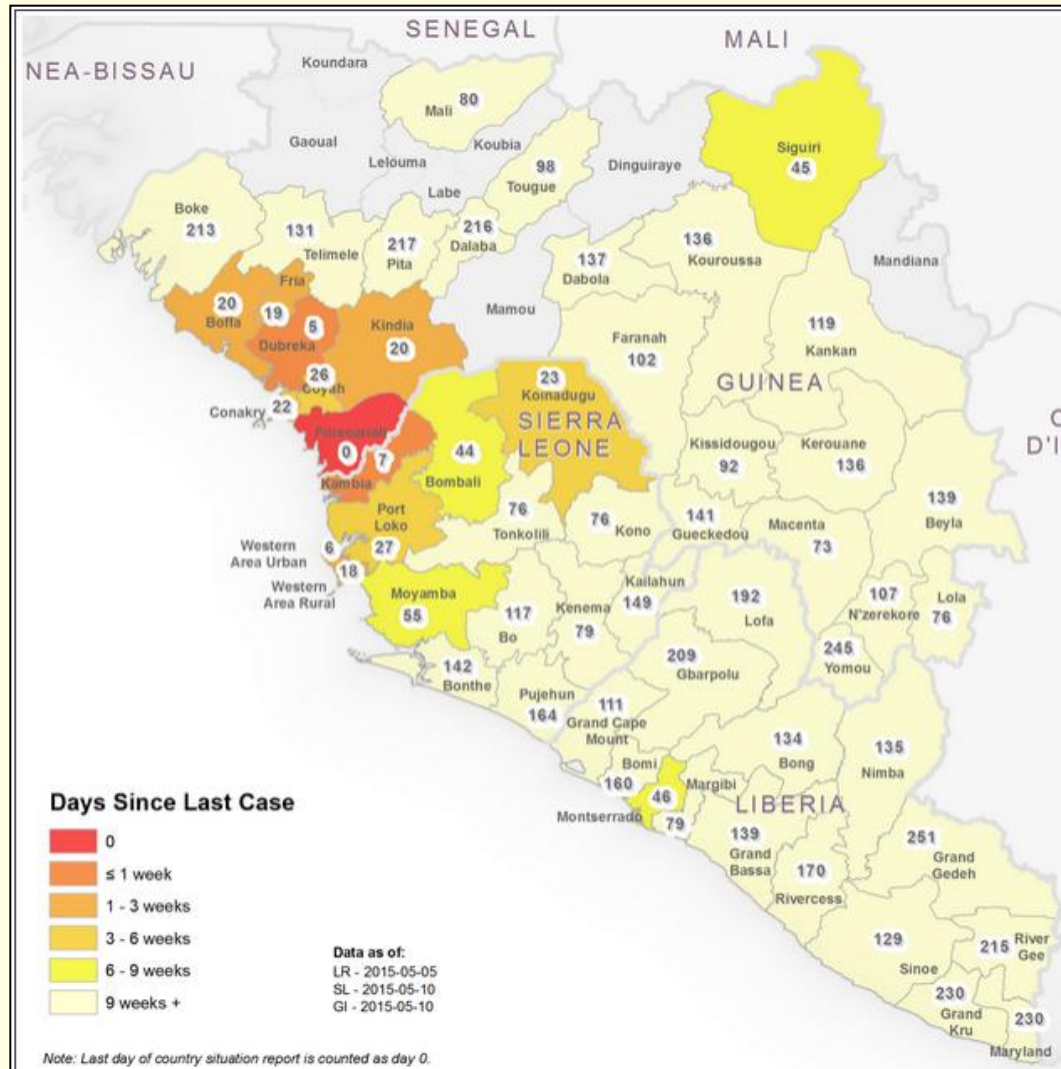 SENEGAL
MALI
NEA-BISSAU
Koundara
Mali 80
Gaoual
Koubia
Lelouma
98
Tougue
Dinguiraye
Siguiri
45
Labe
Boke
213
131
Telimele
217
Pita
216
Dalaba
136
Kouroussa
137
Dabola
Mandiana
Fria
20
Boffa
19
5
Dubreka
Kindia
20
Mamou
Faranah
102
119
Kankan
26
Coyah
Conakry 22
23
Koinadugu
GUINEA
SIERRA
LEONE
Forecariah
0
7
Kambia
44
Bombali
Kissidougou
92
Kerouane
136
D'I
139
Beyla
Port
Loko
27
76
Tonkolili
76 Kono
141
Gueckedou
Macenta
73
Western
Area Urban
6
18
Western
Area Rural
Moyamba
55
117
Bo
Kenema
79
Kailahun
149
192
Lofa
107
N'zerekore
Lola
76
245
Yomou
142
Bonthe
Pujehun
164
209
Gbarpolu
111
Grand Cape
Mount
134
Bong
135
Nimba
Bomi
160
46
Margibi
Montserrado
79
LIBERIA
139
Grand
Bassa
170
Rivercess
251
Grand
Gedeh
129
Sinoe
215
River
Gee
230
Grand
Kru
230
Maryland
Days Since Last Case
0
≤ 1 week
1 - 3 weeks
3 - 6 weeks
6 - 9 weeks
9 weeks +
Data as of:
LR - 2015-05-05
SL - 2015-05-10
GI - 2015-05-10
Note: Last day of country situation report is counted as day 0.